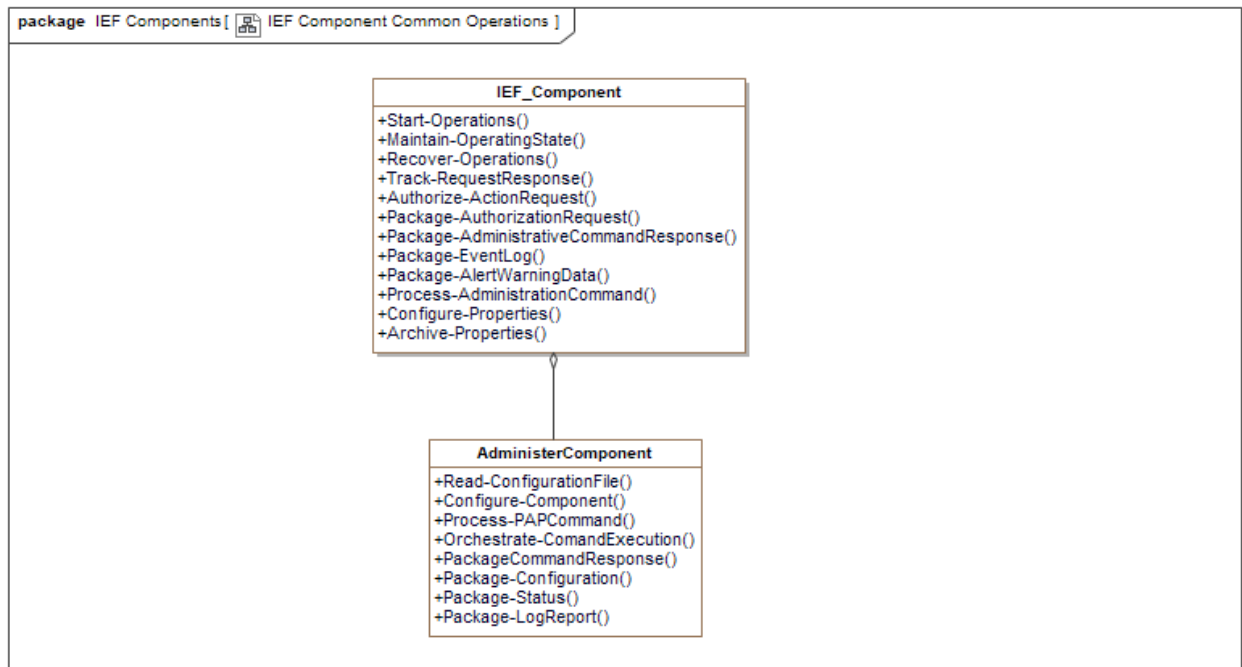 package IEF Components[ IEF Component Common Operations ]
IEF_Component
+Start-Operations()
+Maintain-OperatingState()
+Recover-Operations()
+Track-RequestResponse()
+Authorize-ActionRequest()
+Package-AuthorizationRequest()
+Package-AdministrativeCommandResponse()
+Package-EventLog()
+Package-AlertWarningData()
+Process-AdministrationCommand()
+Configure-Properties()
+Archive-Properties()
AdministerComponent
+Read-ConfigurationFile()
+Configure-Component()
+Process-PAPCommand()
+Orchestrate-ComandExecution()
+PackageCommandResponse()
+Package-Configuration()
+Package-Status()
+Package-LogReport()